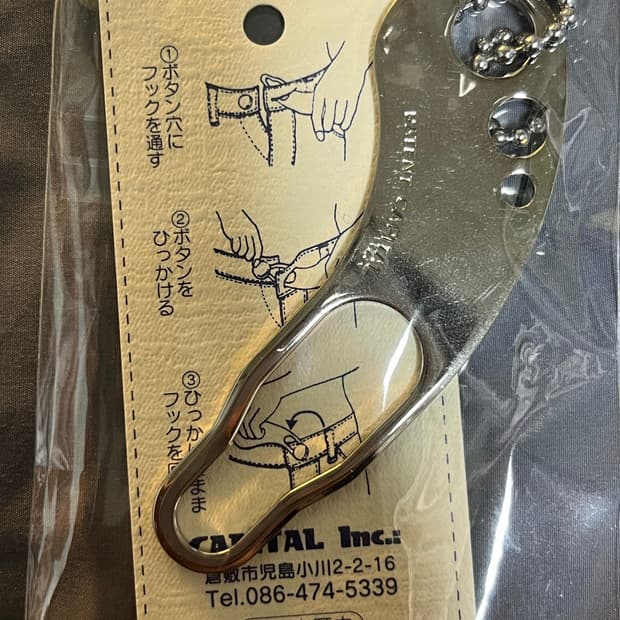 ①ボタン穴に
フックを通す
②ボタンを
ひっかける
③ひっか
フックを
まま
CAPITAL Inc.
倉敷市児島小川2-2-16
Tel.086-474-5339